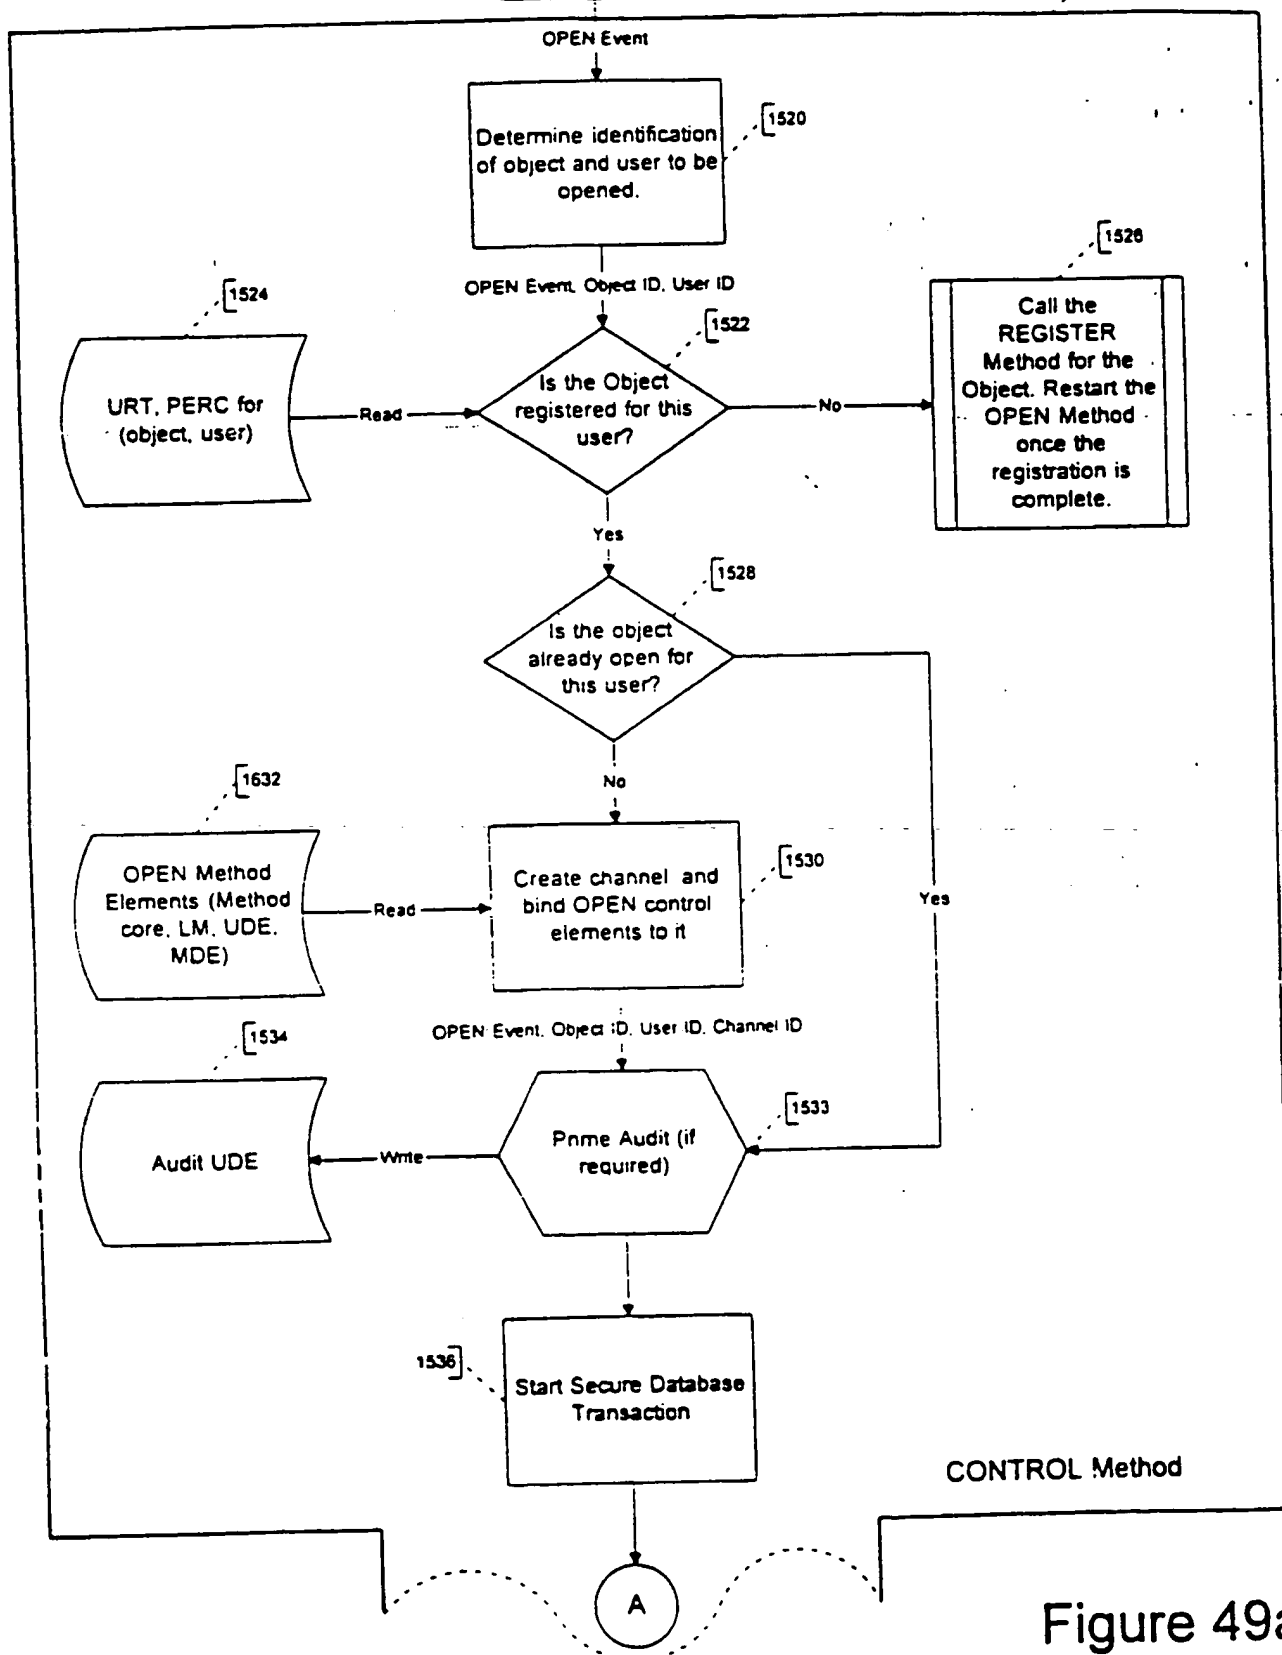 OPEN Event
Determine identification
of object and user to be
opened.
1520
OPEN Event, Object ID, User ID
1524
URT, PERC for
(object, user)
Read
1522
Is the Object
registered for this
user?
No
1526
Call the
REGISTER
Method for the
Object. Restart the
OPEN Method
once the
registration is
complete.
Yes
1528
Is the object
already open for
this user?
Yes
No
1632
OPEN Method
Elements (Method
core, LM, UDE,
MDE)
Read
Create channel and
bind OPEN control
elements to it
1530
OPEN Event, Object ID, User ID, Channel ID
1534
Audit UDE
Write
1533
Prime Audit (if
required)
1536
Start Secure Database
Transaction
CONTROL Method
A
Figure 49a